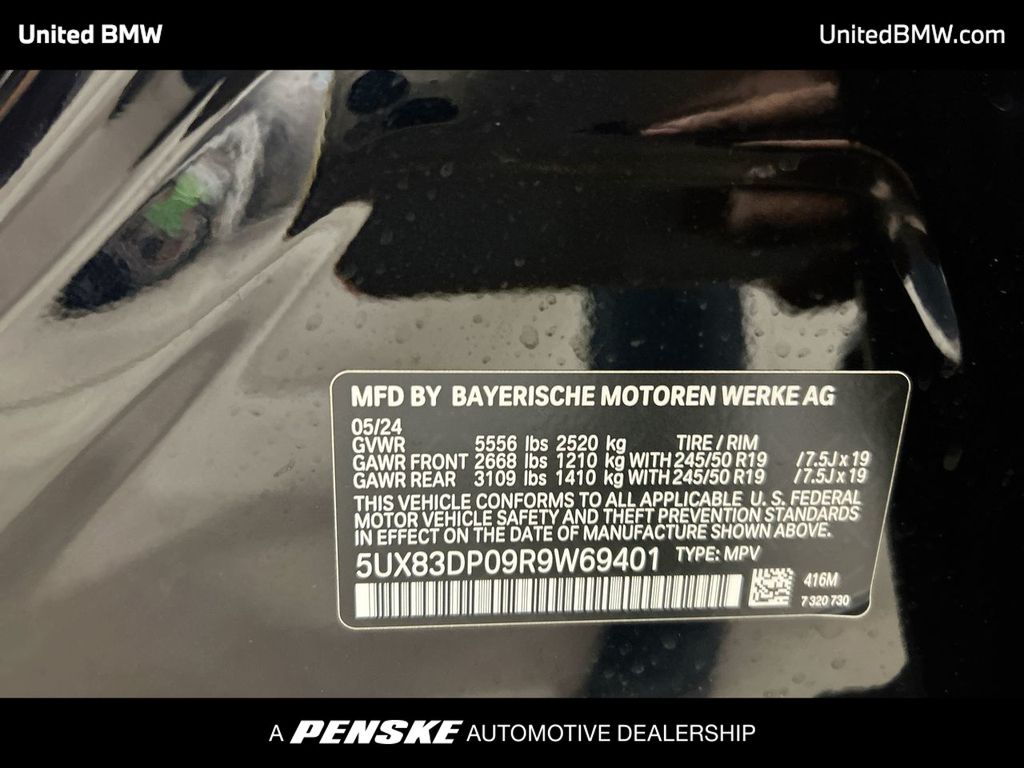 United BMW
UnitedBMW.com
MFD BY BAYERISCHE MOTOREN WERKE AG
05/24
GVWR 5556 lbs 2520 kg TIRE / RIM
GAWR FRONT 2668 lbs 1210 kg WITH 245/50 R19 /7.5J x 19
GAWR REAR 3109 lbs 1410 kg WITH 245/50 R19 /7.5J x 19
THIS VEHICLE CONFORMS TO ALL APPLICABLE U. S. FEDERAL
MOTOR VEHICLE SAFETY AND THEFT PREVENTION STANDARDS
IN EFFECT ON THE DATE OF MANUFACTURE SHOWN ABOVE.
5UX83DP09R9W69401 TYPE: MPV
416M
7 320 730
A PENSKE AUTOMOTIVE DEALERSHIP